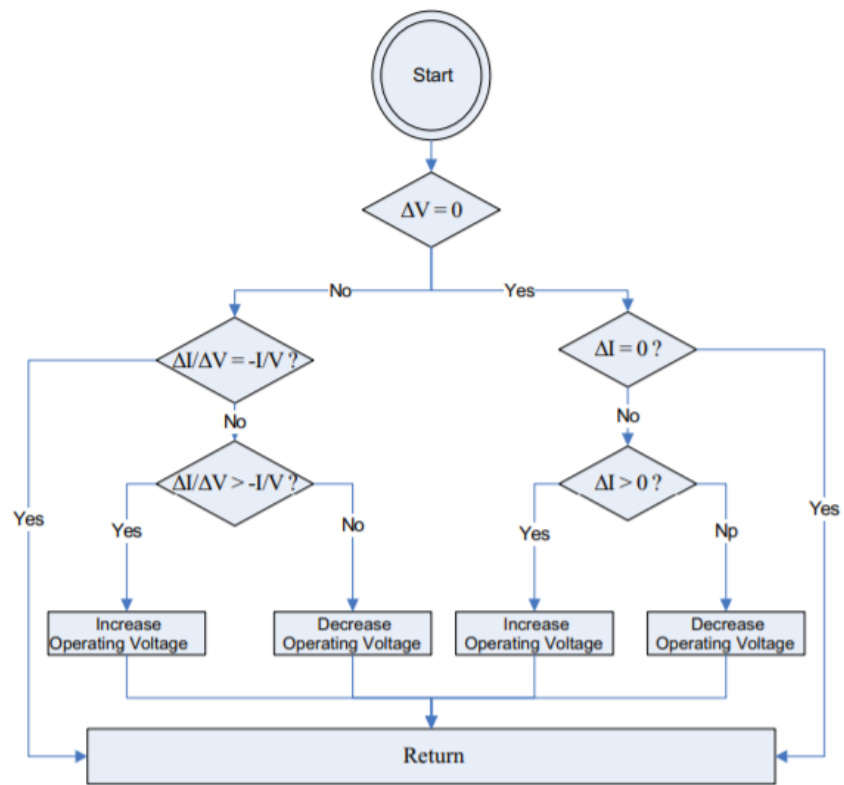 Start
ΔV = 0
No
Yes
ΔI/ΔV = -I/V ?
ΔI = 0 ?
No
No
ΔI/ΔV > -I/V ?
ΔI > 0 ?
Yes
Yes
No
Yes
Np
Yes
Increase
Operating Voltage
Decrease
Operating Voltage
Increase
Operating Voltage
Decrease
Operating Voltage
Return